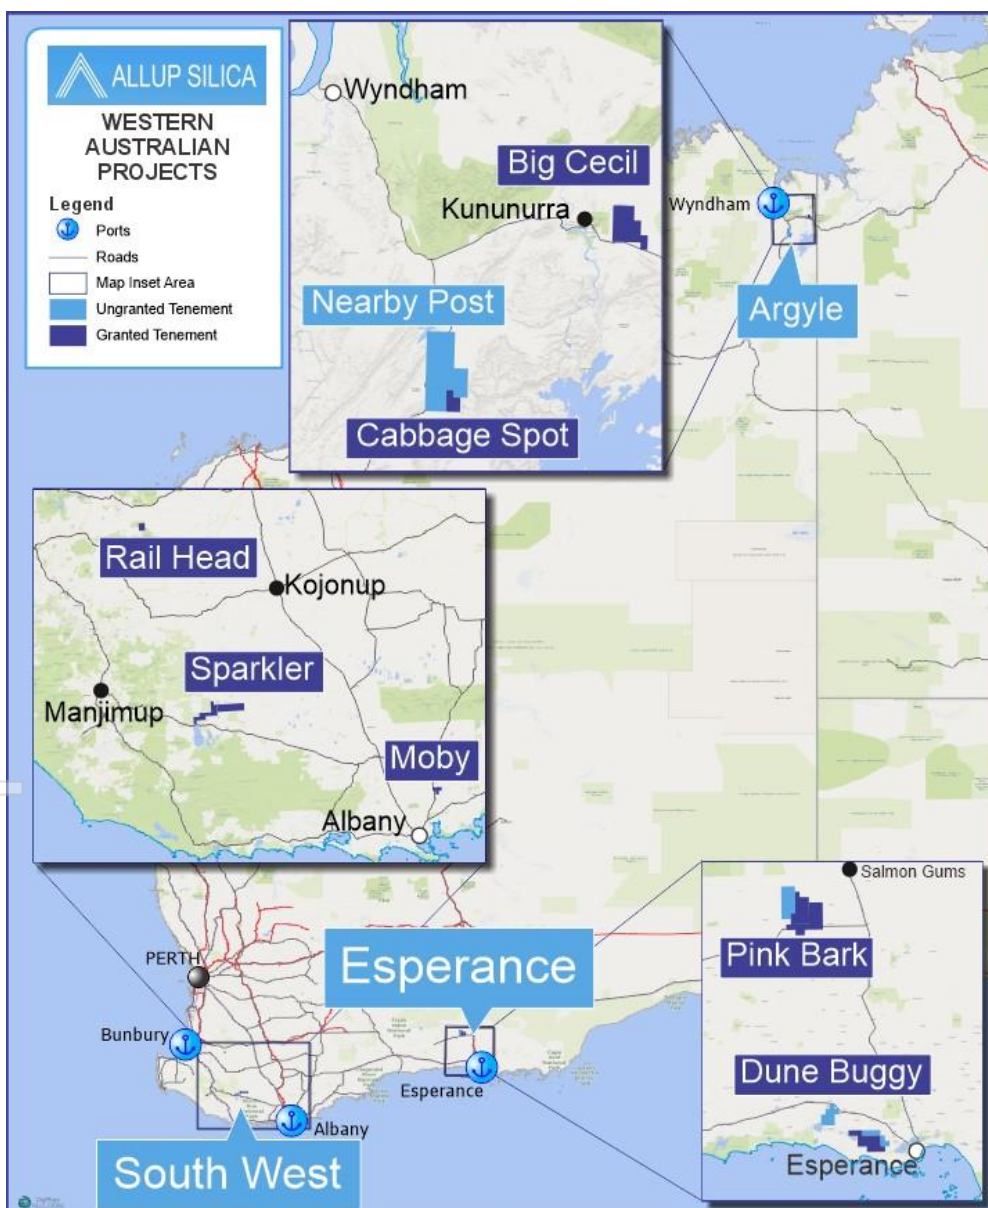 ALLUP SILICA
WESTERN
AUSTRALIAN
PROJECTS
Legend
Ports
Roads
Map Inset Area
Ungranted Tenement
Granted Tenement
Wyndham
Big Cecil
Kununurra
Nearby Post
Cabbage Spot
Wyndham
Argyle
Rail Head
Kojonup
Sparkler
Manjimup
Moby
Albany
Salmon Gums
Pink Bark
Dune Buggy
Esperance
PERTH
Bunbury
Esperance
Esperance
Albany
South West